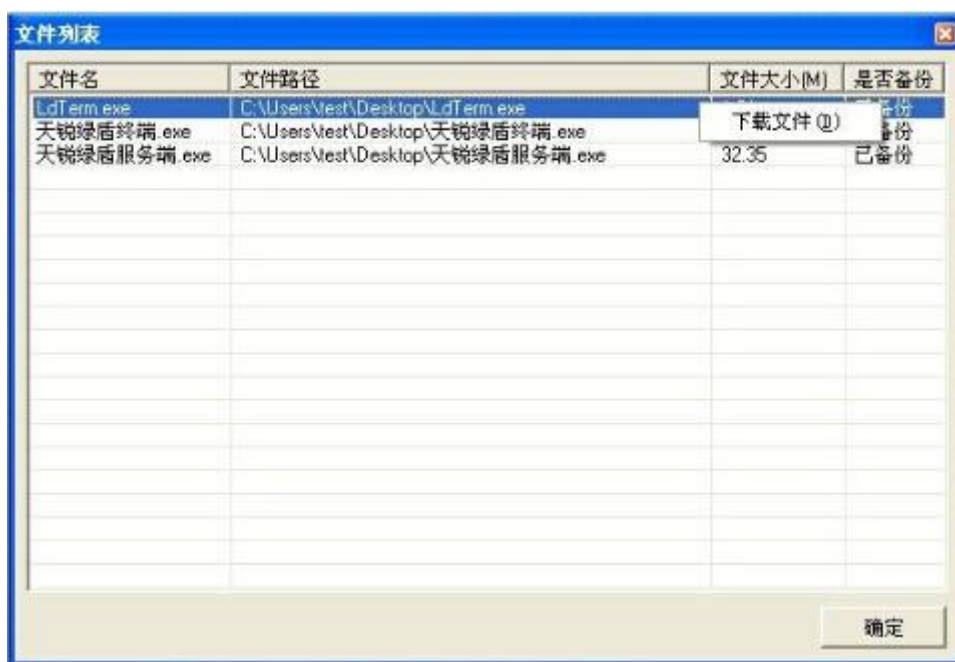 文件列表
文件名 文件路径 文件大小(M) 是否备份
LdTerm.exe C:\Users\test\Desktop\LdTerm.exe
下载文件(D)
天锐绿盾终端.exe C:\Users\test\Desktop\天锐绿盾终端.exe 备份
天锐绿盾服务端.exe C:\Users\test\Desktop\天锐绿盾服务端.exe 32.35 已备份
确定